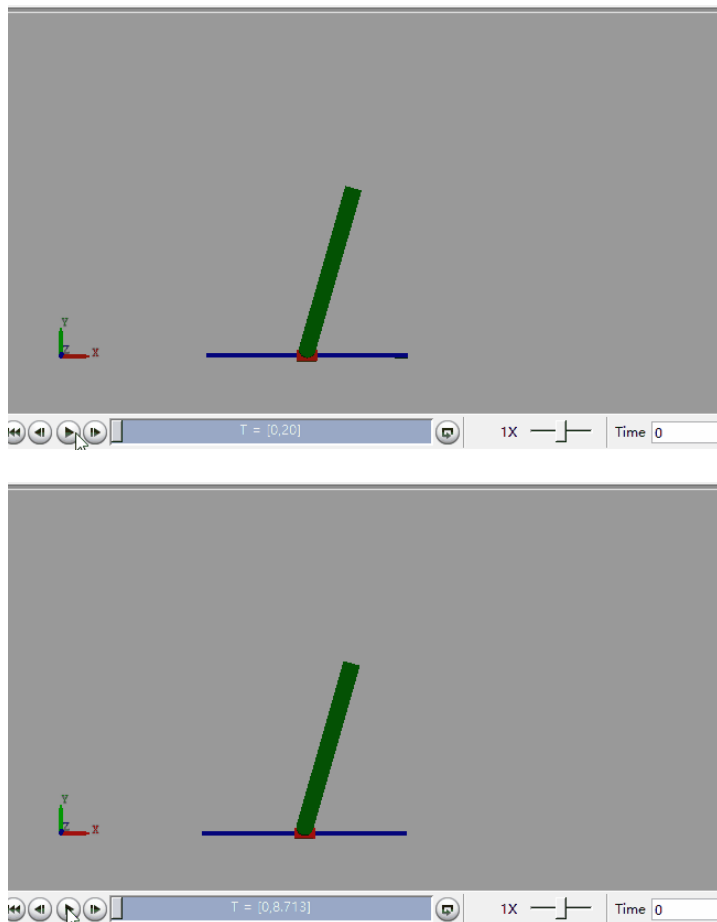 Y
Z X
T = [0,20] 1X Time 0
Y
Z X
T = [0,8.713] 1X Time 0